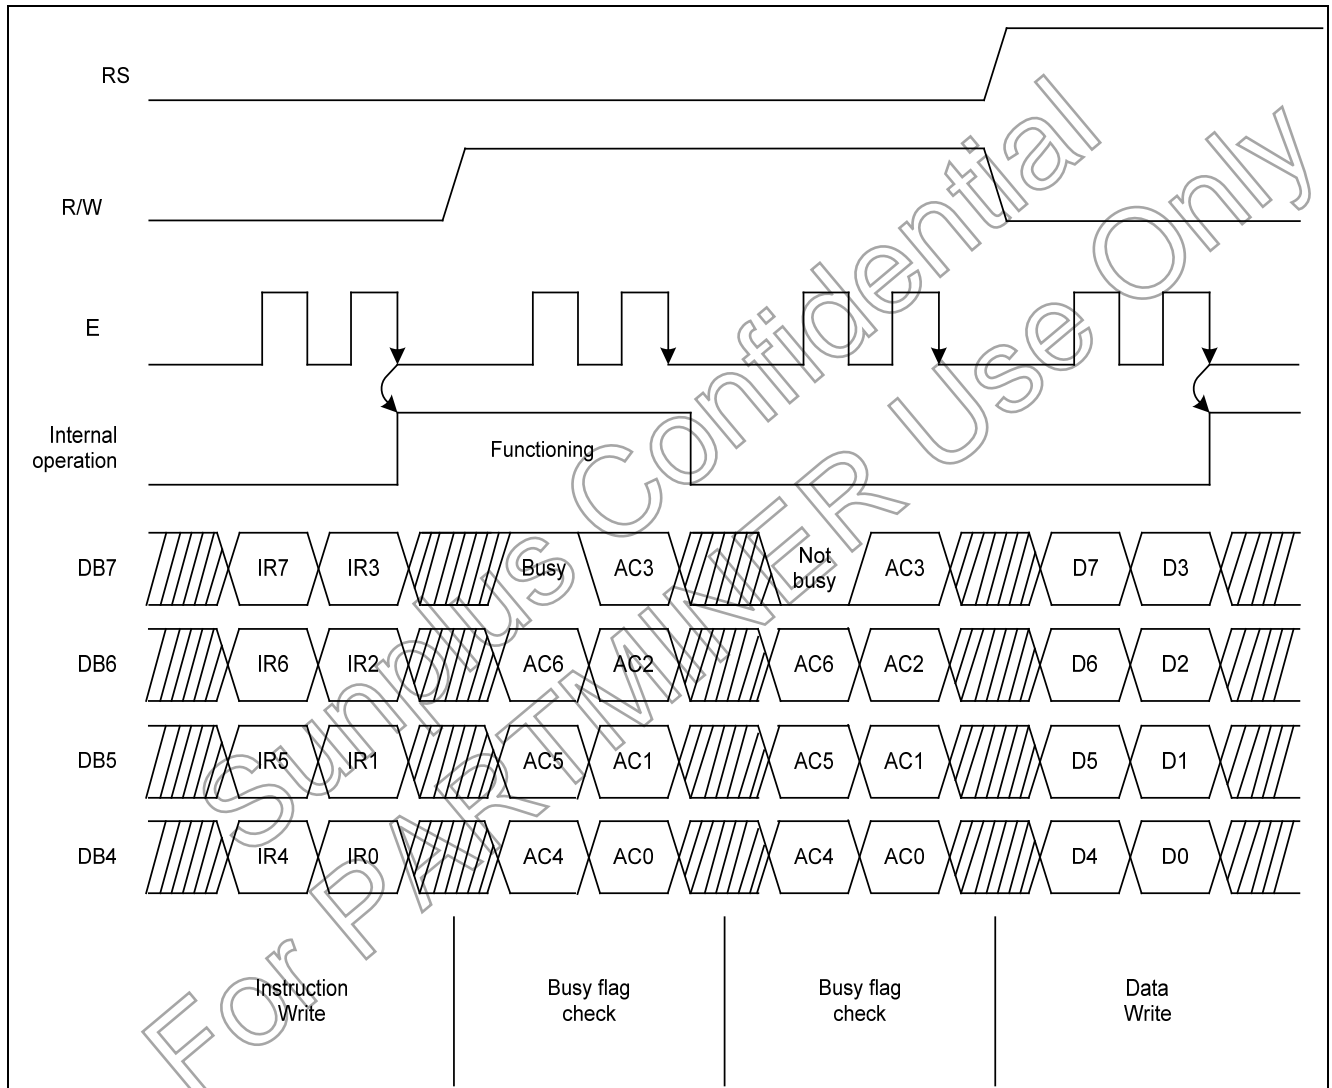 RS
R/W
E
Internal
operation
Functioning
DB7
IR7
IR3
Busy
AC3
Not
busy
AC3
D7
D3
DB6
IR6
IR2
AC6
AC2
AC6
AC2
D6
D2
DB5
IR5
IR1
AC5
AC1
AC5
AC1
D5
D1
DB4
IR4
IR0
AC4
AC0
AC4
AC0
D4
D0
Instruction
Write
Busy flag
check
Busy flag
check
Data
Write
Sunplus Confidential
For PARTMINER Use Only